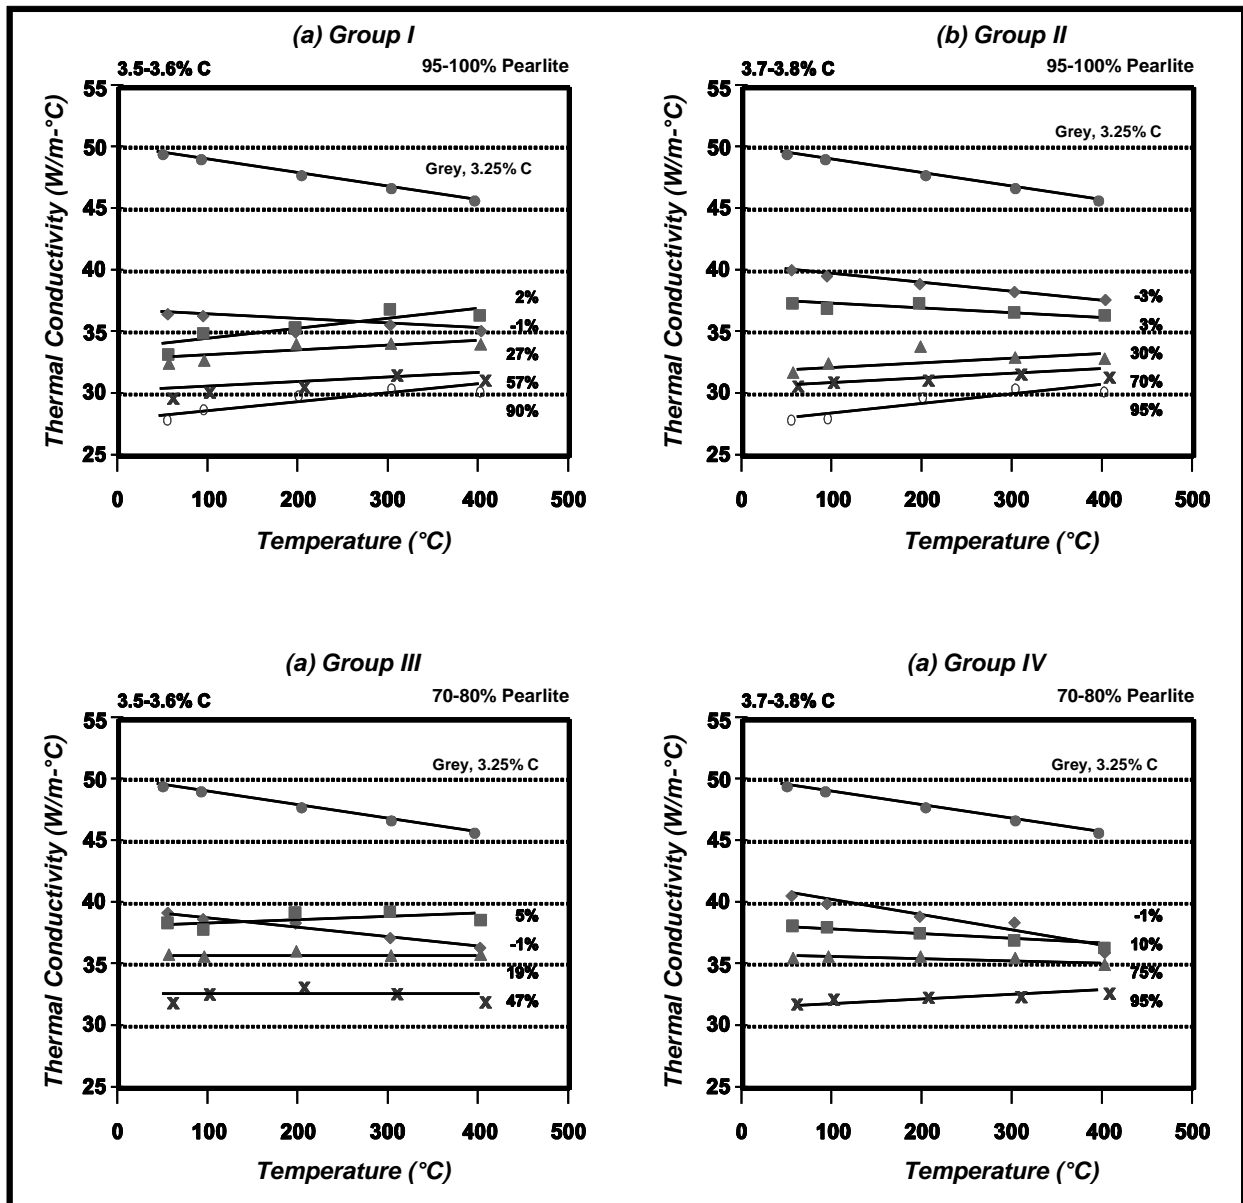 (a) Group I
3.5-3.6% C 95-100% Pearlite
55
50
45
40
35
30
25
Thermal Conductivity (W/m-°C)
Grey, 3.25% C
2%
-1%
27%
57%
90%
0 100 200 300 400 500
Temperature (°C)
(b) Group II
3.7-3.8% C 95-100% Pearlite
55
50
45
40
35
30
25
Thermal Conductivity (W/m-°C)
Grey, 3.25% C
-3%
3%
30%
70%
95%
0 100 200 300 400 500
Temperature (°C)
(a) Group III
3.5-3.6% C 70-80% Pearlite
55
50
45
40
35
30
25
Thermal Conductivity (W/m-°C)
Grey, 3.25% C
5%
-1%
19%
47%
0 100 200 300 400 500
Temperature (°C)
(a) Group IV
3.7-3.8% C 70-80% Pearlite
55
50
45
40
35
30
25
Thermal Conductivity (W/m-°C)
Grey, 3.25% C
-1%
10%
75%
95%
0 100 200 300 400 500
Temperature (°C)